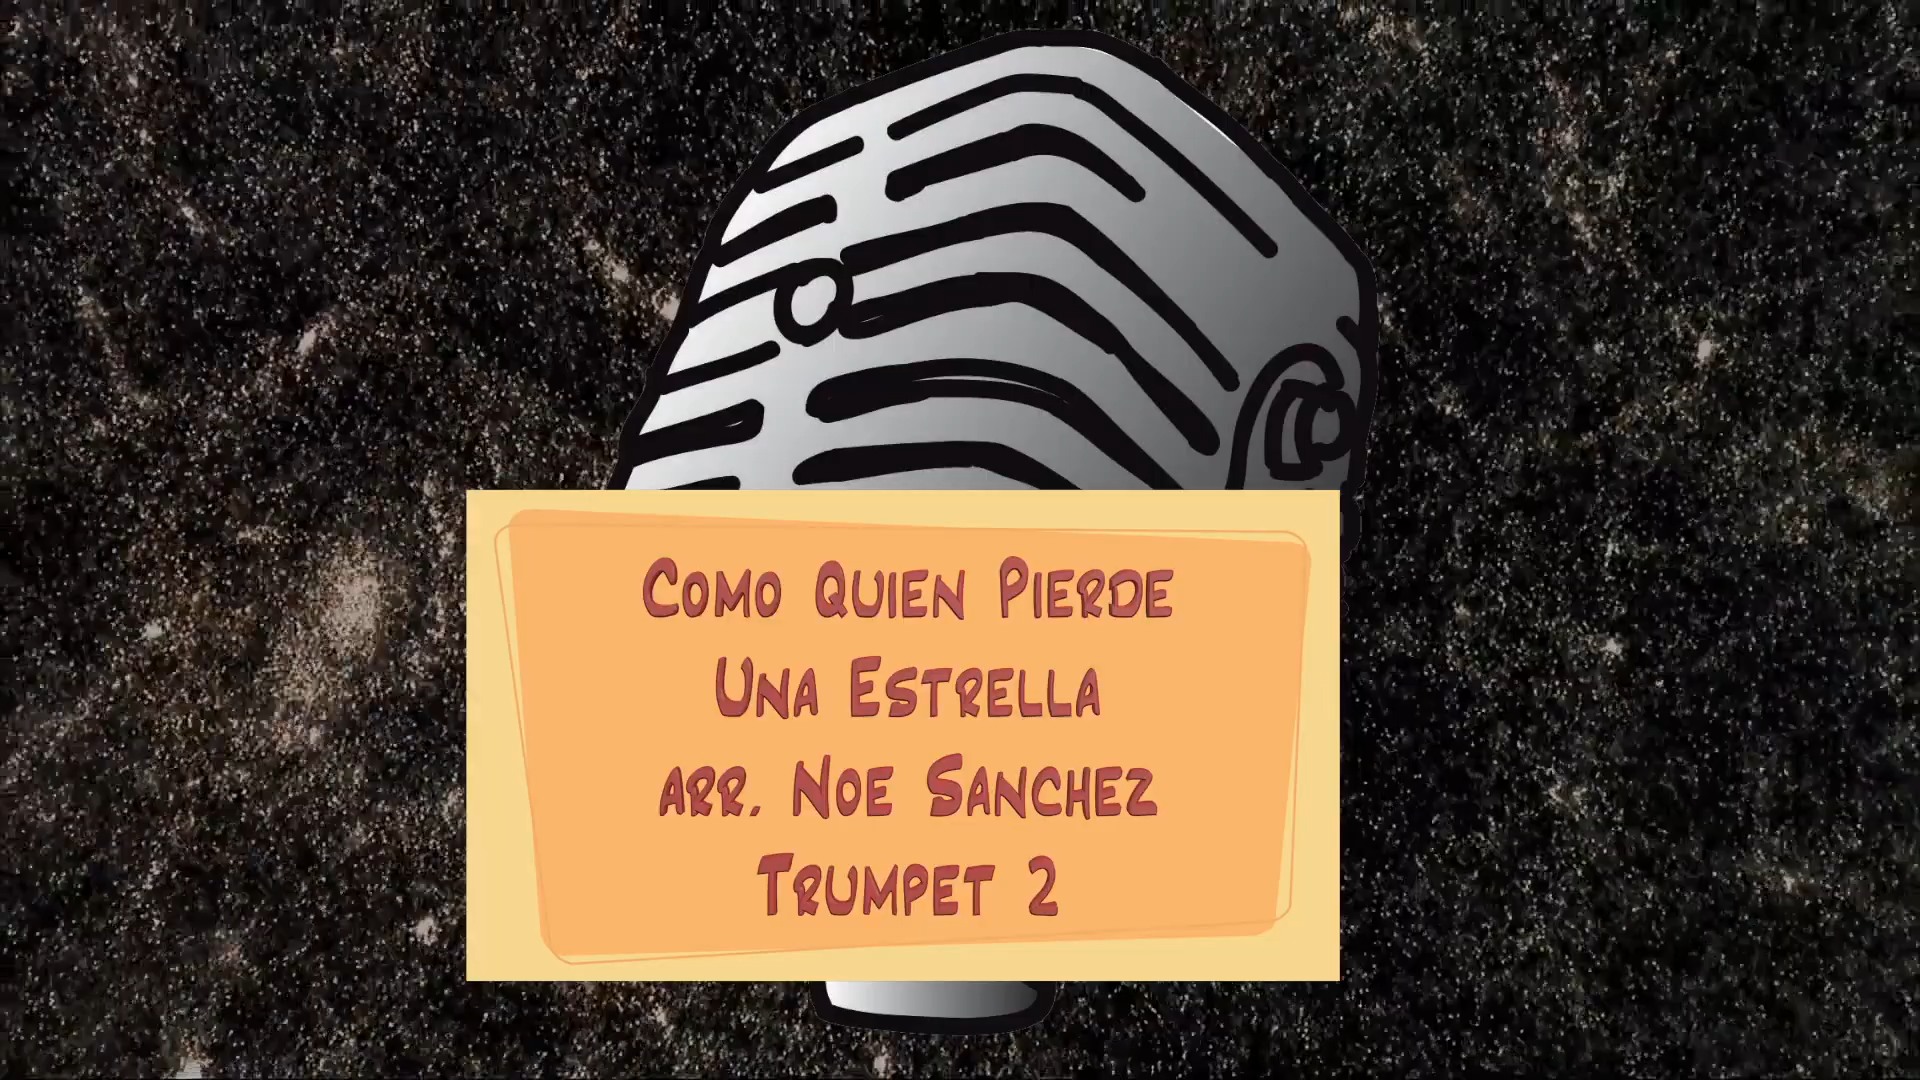 Como Quien Pierde
Una Estrella
arr. Noe Sanchez
Trumpet 2